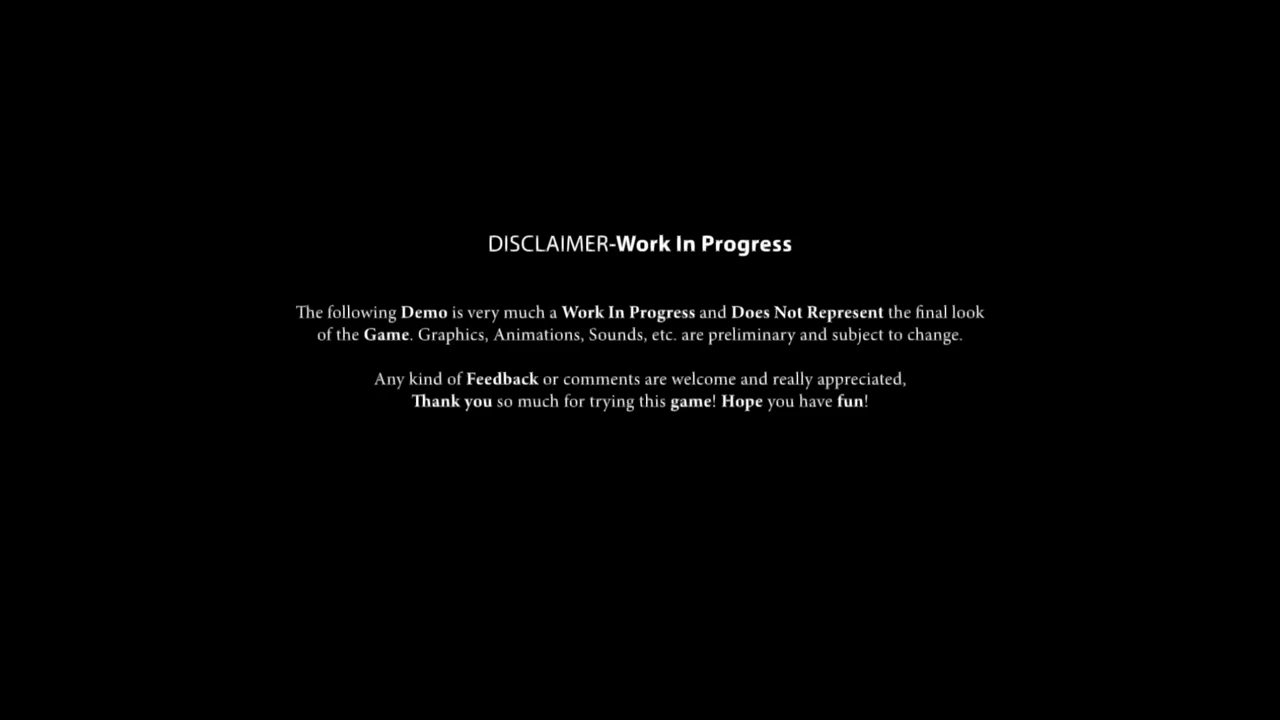 DISCLAIMER-Work In Progress
The following Demo is very much a Work In Progress and Does Not Represent the final look
of the Game. Graphics, Animations, Sounds, etc. are preliminary and subject to change.
Any kind of Feedback or comments are welcome and really appreciated,
Thank you so much for trying this game! Hope you have fun!